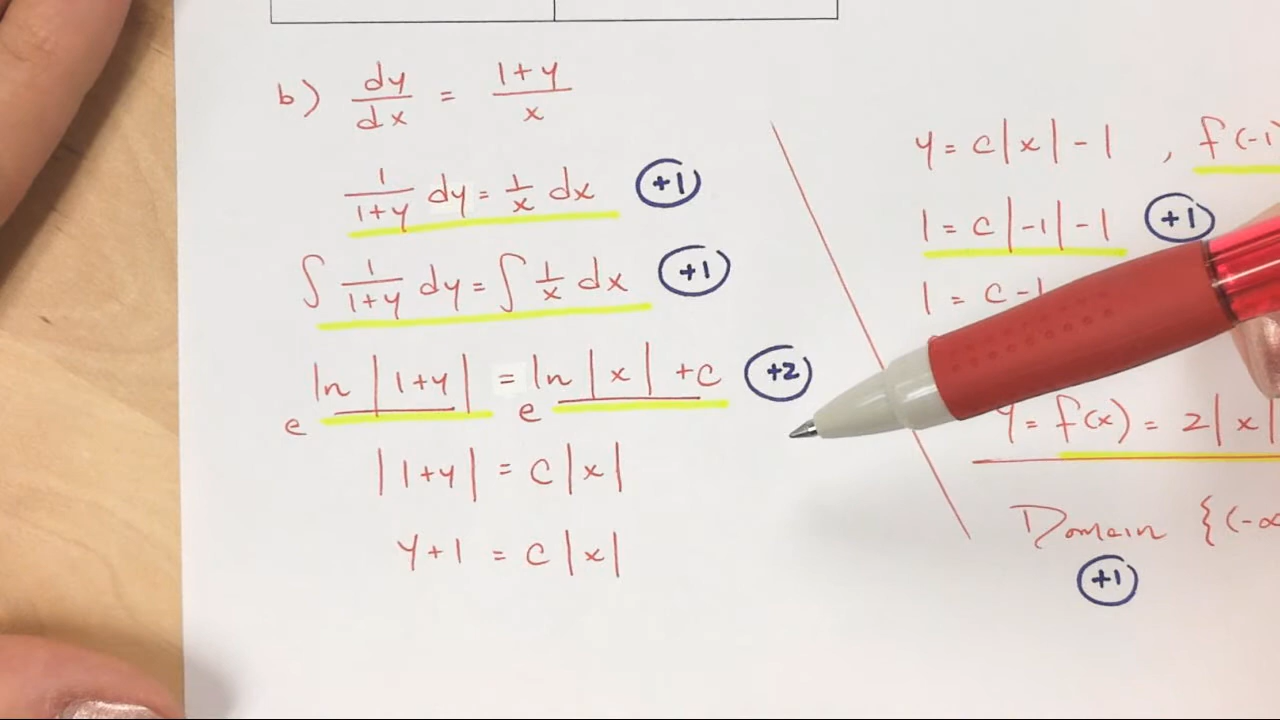 b) dy/dx = 1+y/x
1/1+y dy = 1/x dx +1
∫ 1/1+y dy = ∫ 1/x dx +1
e ln |1+y| = e ln |x| +c +2
|1+y| = c|x|
y+1 = c|x|
y = c|x| - 1 , f(-1)
1 = c|-1| - 1 +1
1 = c - 1
y = f(x) = 2|x|
Domain {(-∞
+1